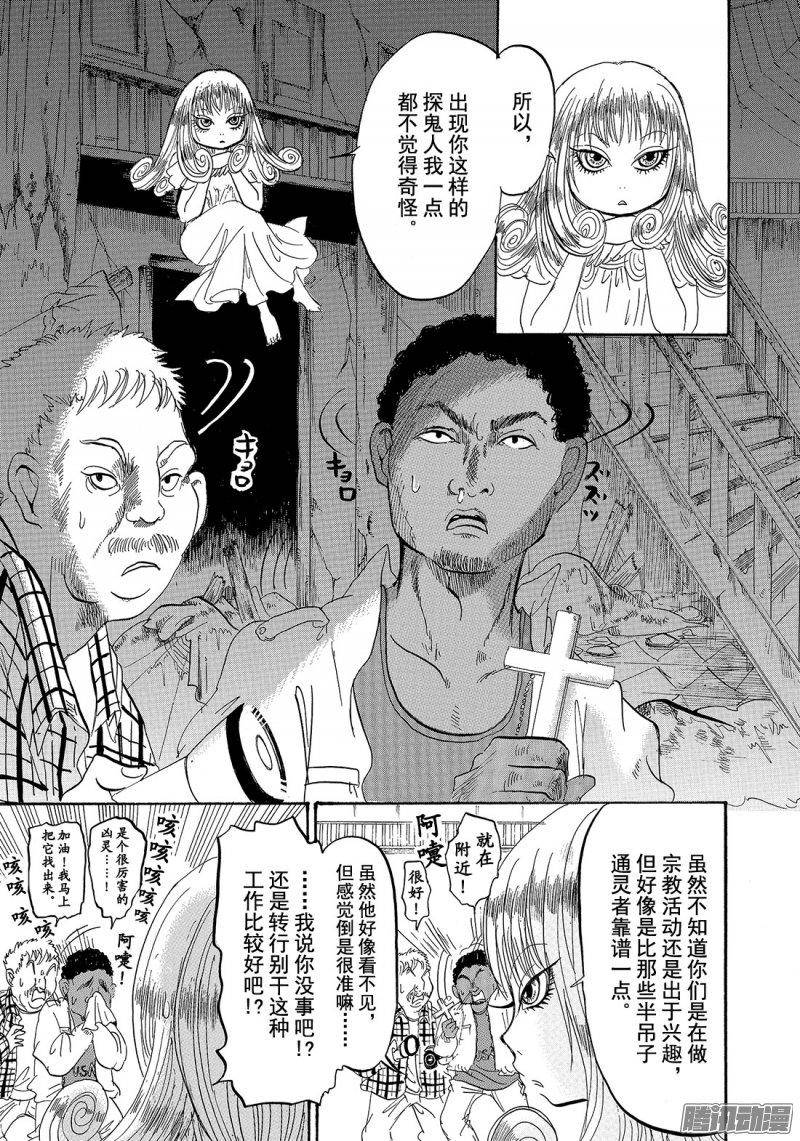 所以，
出现你这样的
探鬼人我一点
都不觉得奇怪。
キョロ
キョロ
ズズッ
虽然不知道你们是在做
宗教活动还是出于兴趣，
但好像是比那些半吊子
通灵者靠谱一点。
就在
附近！
阿嚏
很好！
虽然他好像看不见，
但感觉倒是很准嘛……
……我说你没事吧！？
还是转行别干这种
工作比较好吧！？
咳咳咳咳咳
是个很厉害的
凶灵……！
阿嚏！
加油！我马上
把它找出来。
咳咳咳
USA
USA
腾讯动漫